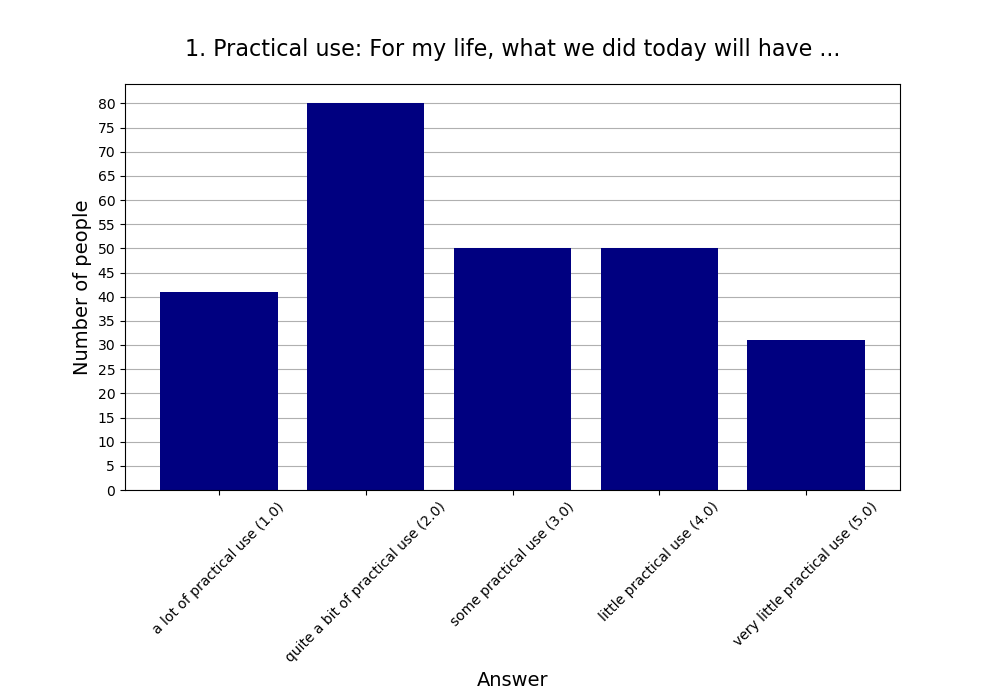 1. Practical use: For my life, what we did today will have ...
Number of people
80
75
70
65
60
55
50
45
40
35
30
25
20
15
10
5
0
a lot of practical use (1.0)
quite a bit of practical use (2.0)
some practical use (3.0)
little practical use (4.0)
very little practical use (5.0)
Answer